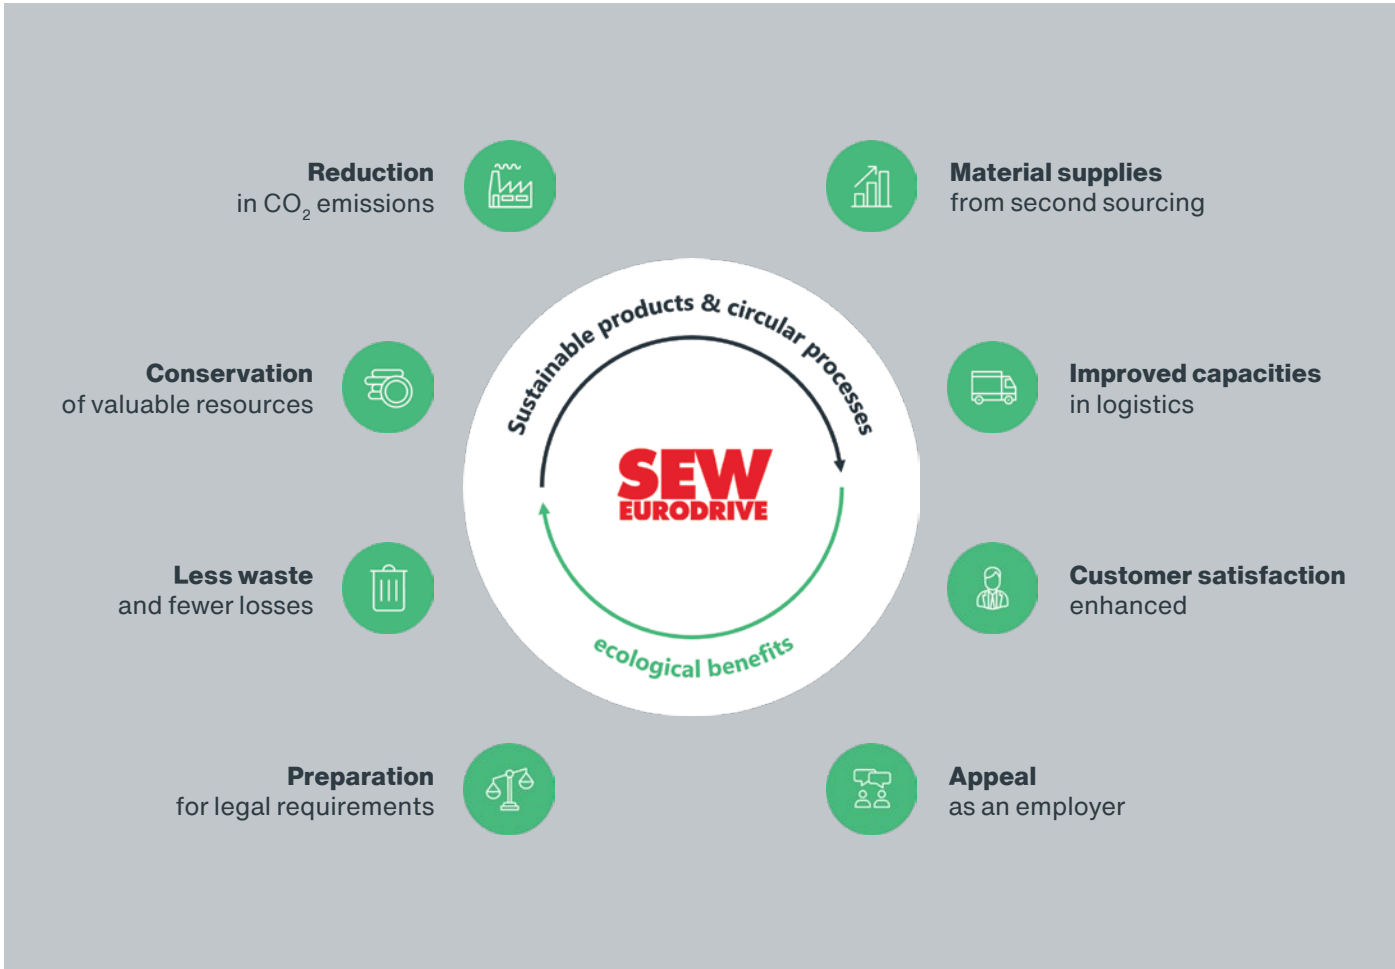 Reduction
in CO₂ emissions
Material supplies
from second sourcing
Conservation
of valuable resources
Improved capacities
in logistics
Sustainable products & circular processes
SEW
EURODRIVE
ecological benefits
Less waste
and fewer losses
Customer satisfaction
enhanced
Preparation
for legal requirements
Appeal
as an employer